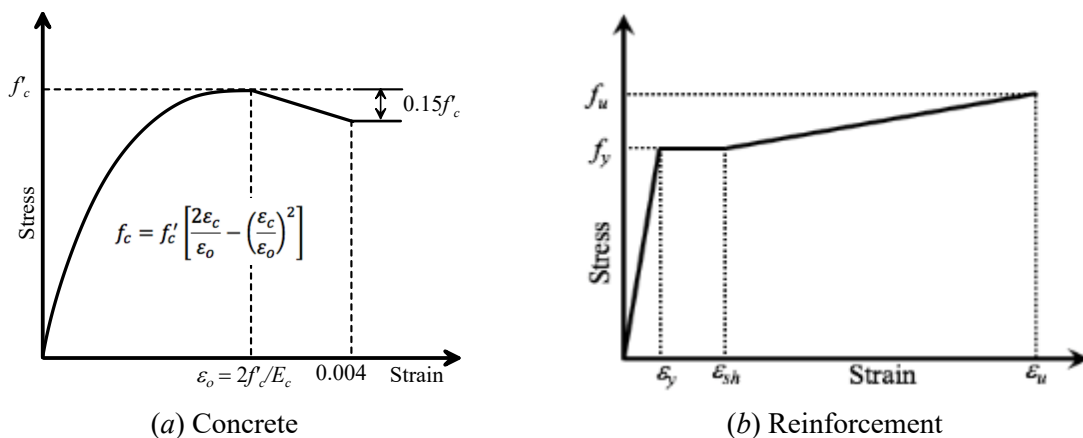 f'c
0.15f'c
Stress
fc = f'c [2εc/εo − (εc/εo)²]
εo = 2f'c/Ec
0.004
Strain
(a) Concrete
fu
fy
Stress
εy
εsh
Strain
εu
(b) Reinforcement